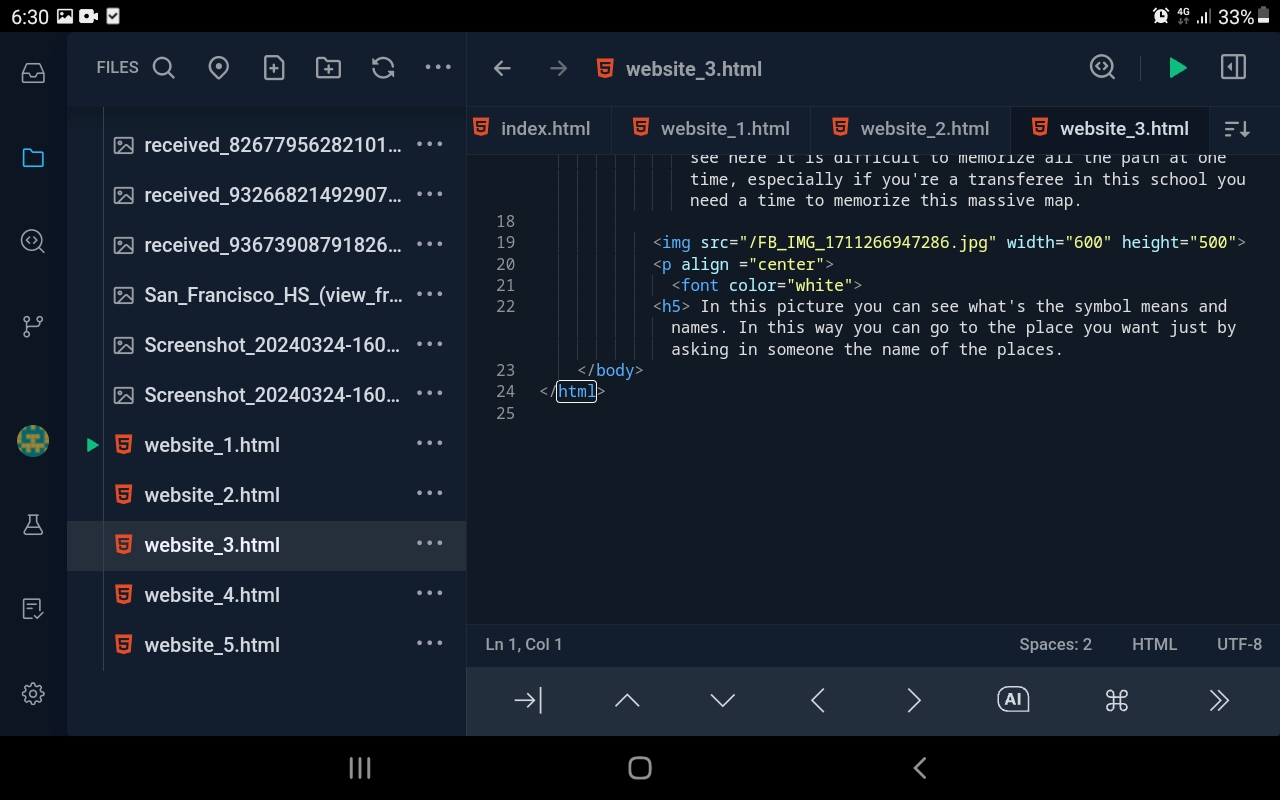 6:30
4G 33%
FILES
received_82677956282101...
received_93266821492907...
received_93673908791826...
San_Francisco_HS_(view_fr...
Screenshot_20240324-160...
Screenshot_20240324-160...
website_1.html
website_2.html
website_3.html
website_4.html
website_5.html
website_3.html
index.html website_1.html website_2.html website_3.html
see here it is difficult to memorize all the path at one
time, especially if you're a transferee in this school you
need a time to memorize this massive map.
18
19 <img src="/FB_IMG_1711266947286.jpg" width="600" height="500">
20 <p align ="center">
21 <font color="white">
22 <h5> In this picture you can see what's the symbol means and
names. In this way you can go to the place you want just by
asking in someone the name of the places.
23 </body>
24 </html>
25
Ln 1, Col 1 Spaces: 2 HTML UTF-8
AI